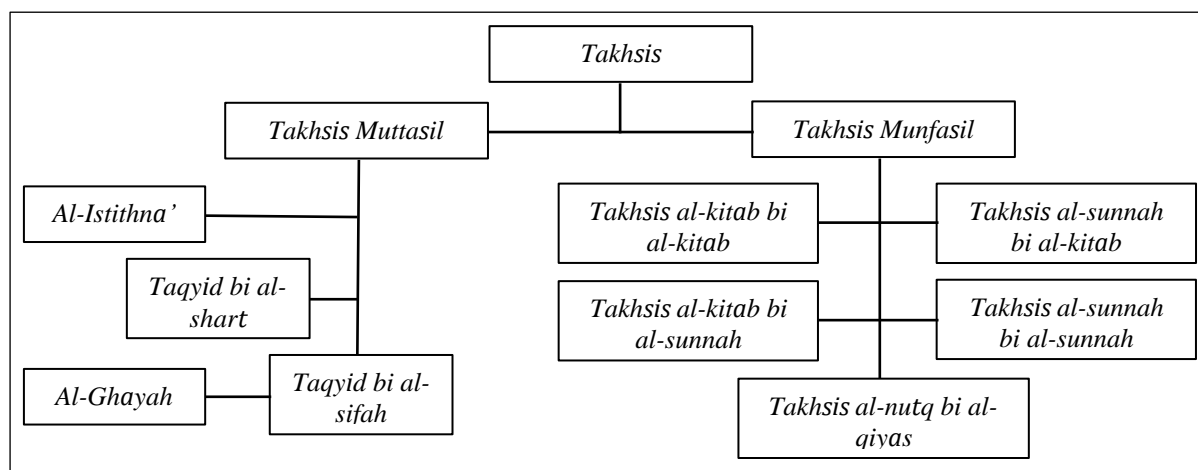 Takhsis
Takhsis Muttasil
Takhsis Munfasil
Al-Istithna’
Taqyid bi al-
shart
Al-Ghayah
Taqyid bi al-
sifah
Takhsis al-kitab bi
al-kitab
Takhsis al-sunnah
bi al-kitab
Takhsis al-kitab bi
al-sunnah
Takhsis al-sunnah
bi al-sunnah
Takhsis al-nutq bi al-
qiyas